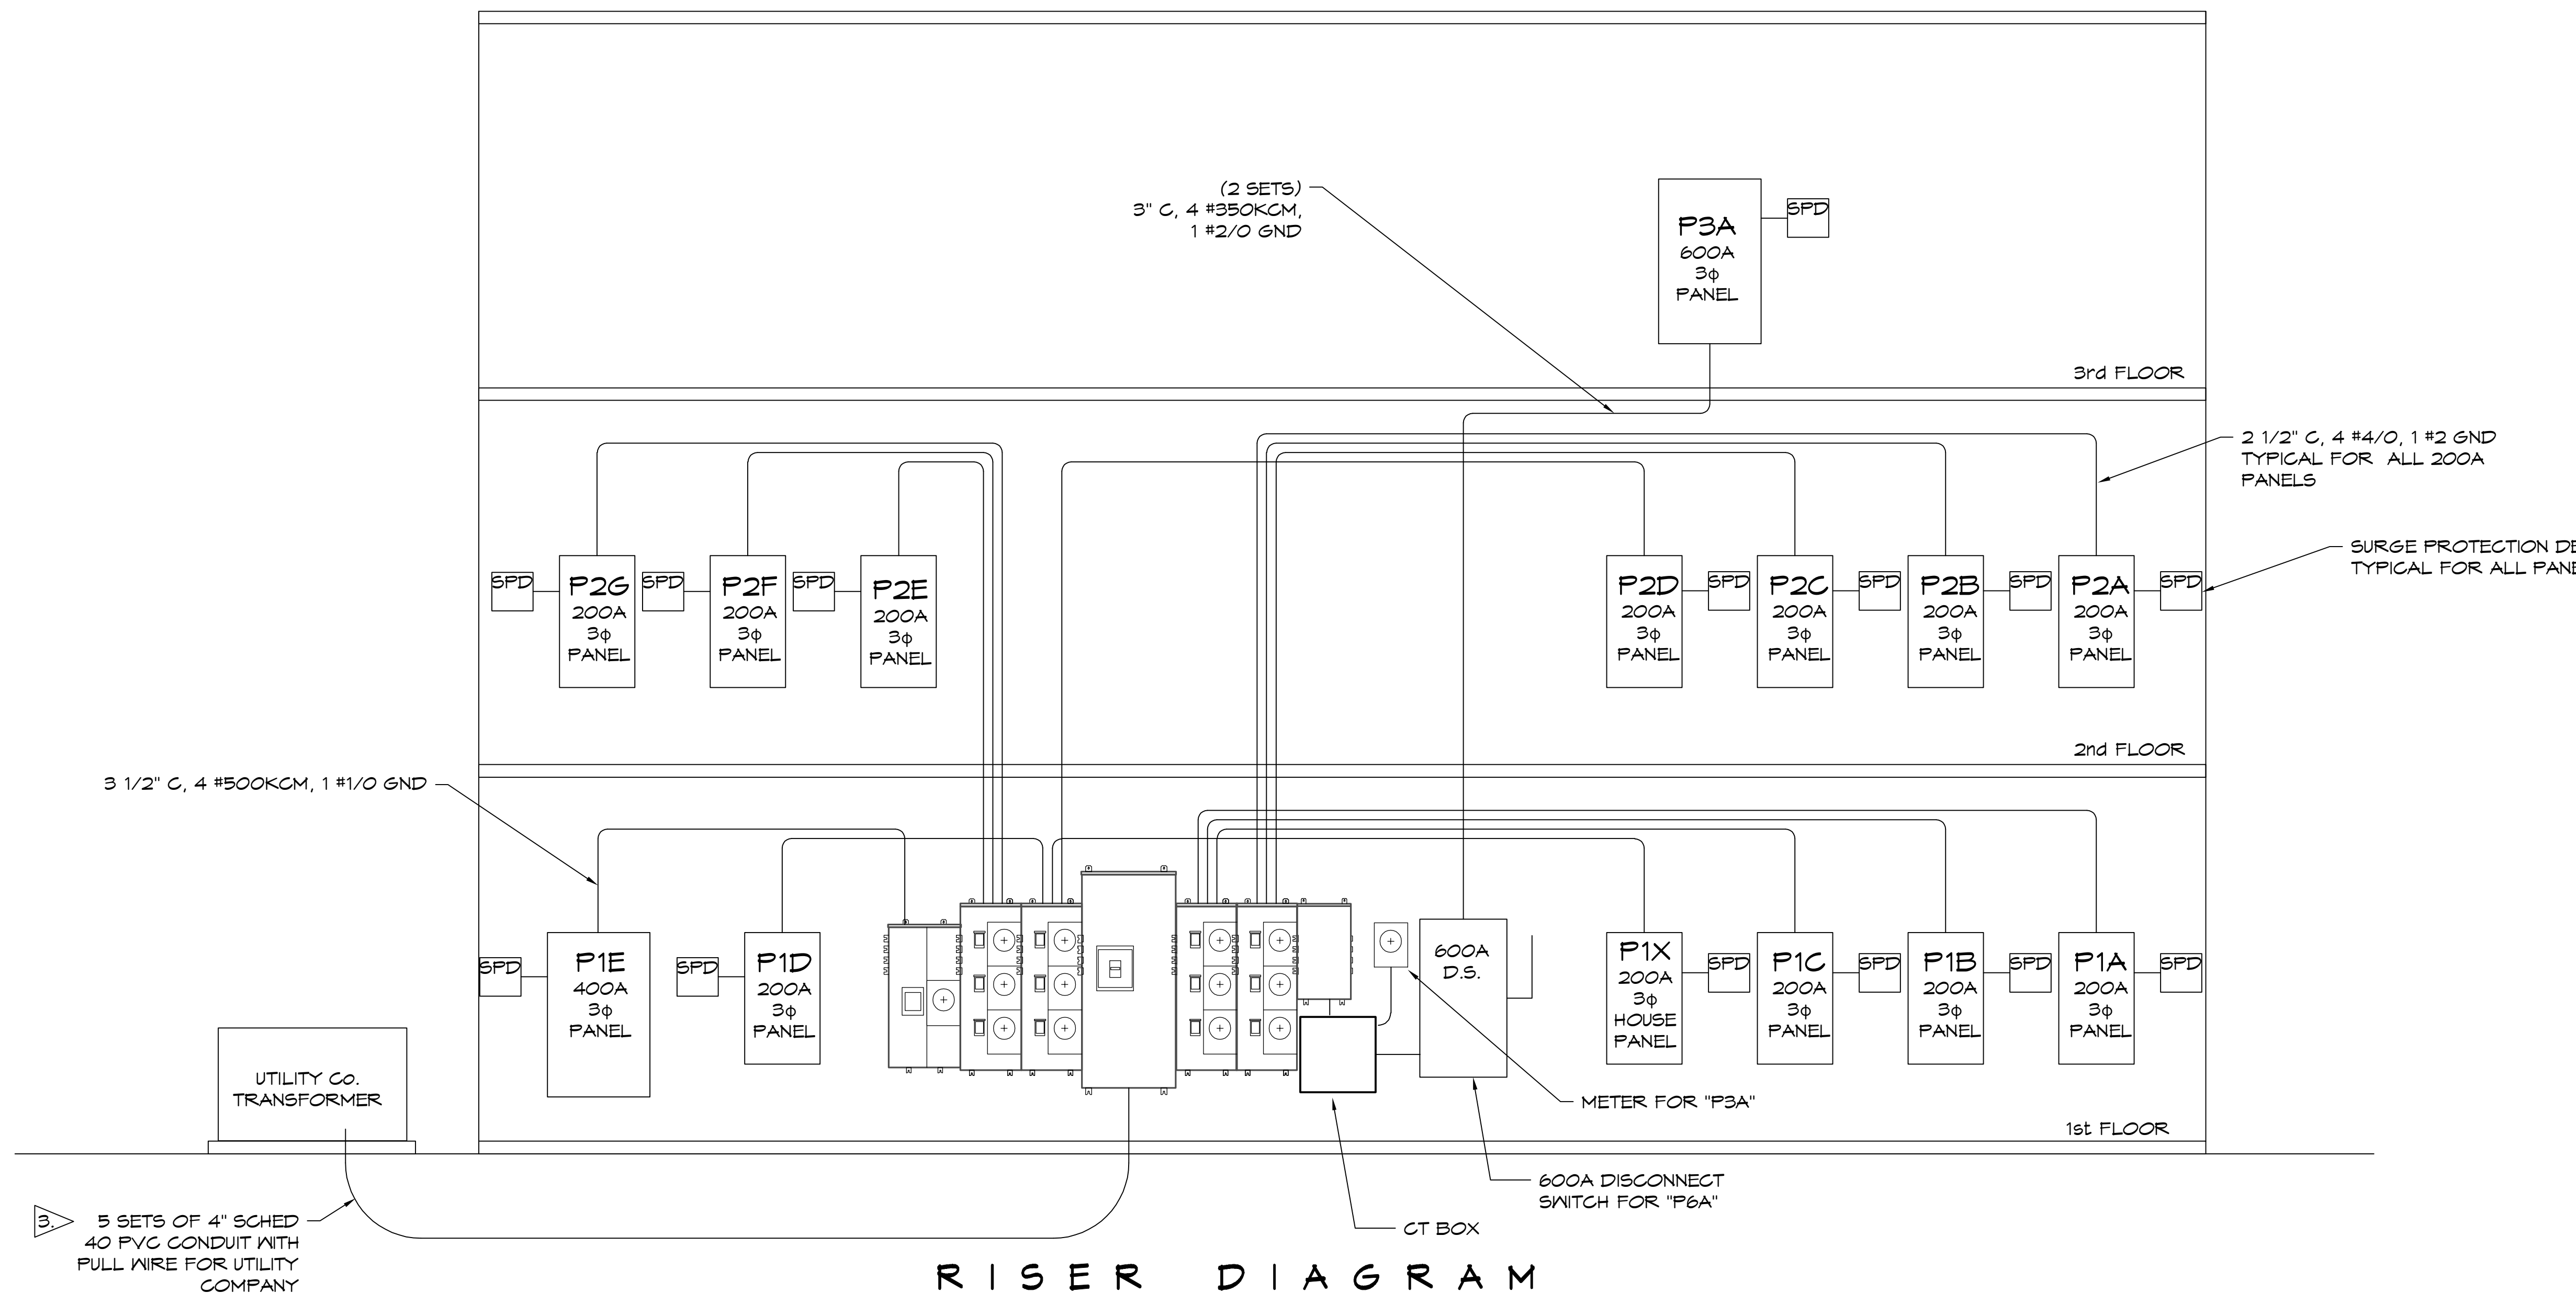 (2 SETS)
3" C, 4 #350KCM,
1 #2/0 GND
P3A
600A
3ϕ
PANEL
SPD
3rd FLOOR
2 1/2" C, 4 #4/0, 1 #2 GND
TYPICAL FOR ALL 200A
PANELS
SURGE PROTECTION
TYPICAL FOR ALL
SPD
P2G
200A
3ϕ
PANEL
SPD
P2F
200A
3ϕ
PANEL
SPD
P2E
200A
3ϕ
PANEL
P2D
200A
3ϕ
PANEL
SPD
P2C
200A
3ϕ
PANEL
SPD
P2B
200A
3ϕ
PANEL
SPD
P2A
200A
3ϕ
PANEL
SPD
2nd FLOOR
3 1/2" C, 4 #500KCM, 1 #1/0 GND
SPD
P1E
400A
3ϕ
PANEL
SPD
P1D
200A
3ϕ
PANEL
600A
D.S.
P1X
200A
3ϕ
HOUSE
PANEL
SPD
P1C
200A
3ϕ
PANEL
SPD
P1B
200A
3ϕ
PANEL
SPD
P1A
200A
3ϕ
PANEL
SPD
UTILITY Co.
TRANSFORMER
METER FOR "P3A"
1st FLOOR
600A DISCONNECT
SWITCH FOR "P6A"
CT BOX
3.
5 SETS OF 4" SCHED
40 PVC CONDUIT WITH
PULL WIRE FOR UTILITY
COMPANY
RISER DIAGRAM